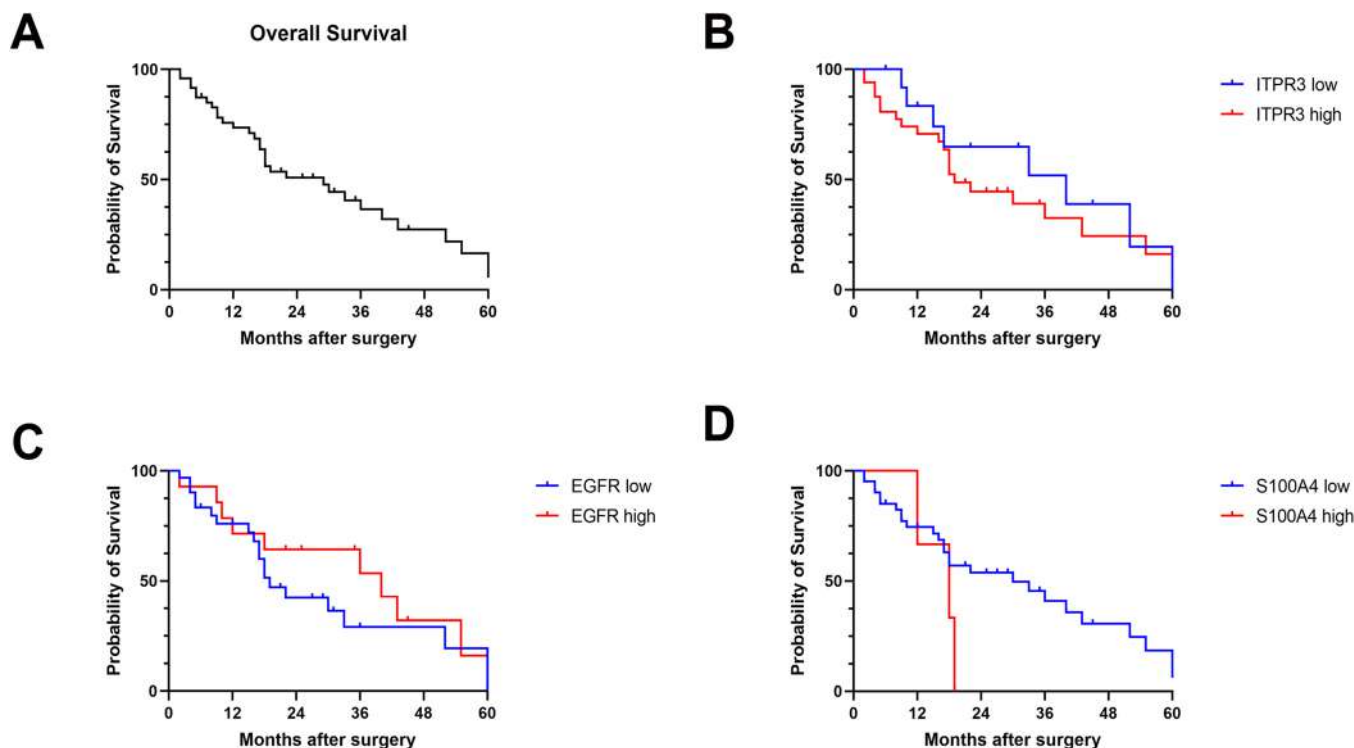 A
Overall Survival
100
50
0
Probability of Survival
0 12 24 36 48 60
Months after surgery
B
100
50
0
Probability of Survival
0 12 24 36 48 60
Months after surgery
ITPR3 low
ITPR3 high
C
100
50
0
Probability of Survival
0 12 24 36 48 60
Months after surgery
EGFR low
EGFR high
D
100
50
0
Probability of Survival
0 12 24 36 48 60
Months after surgery
S100A4 low
S100A4 high